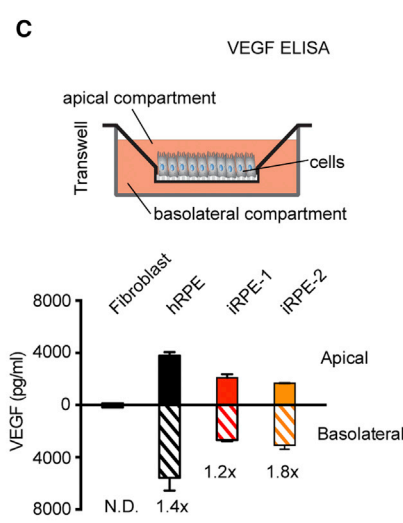 C
VEGF ELISA
apical compartment
Transwell
cells
basolateral compartment
Fibroblast
hRPE
iRPE-1
iRPE-2
VEGF (pg/ml)
8000
4000
0
4000
8000
Apical
Basolateral
1.2x
1.8x
N.D.
1.4x